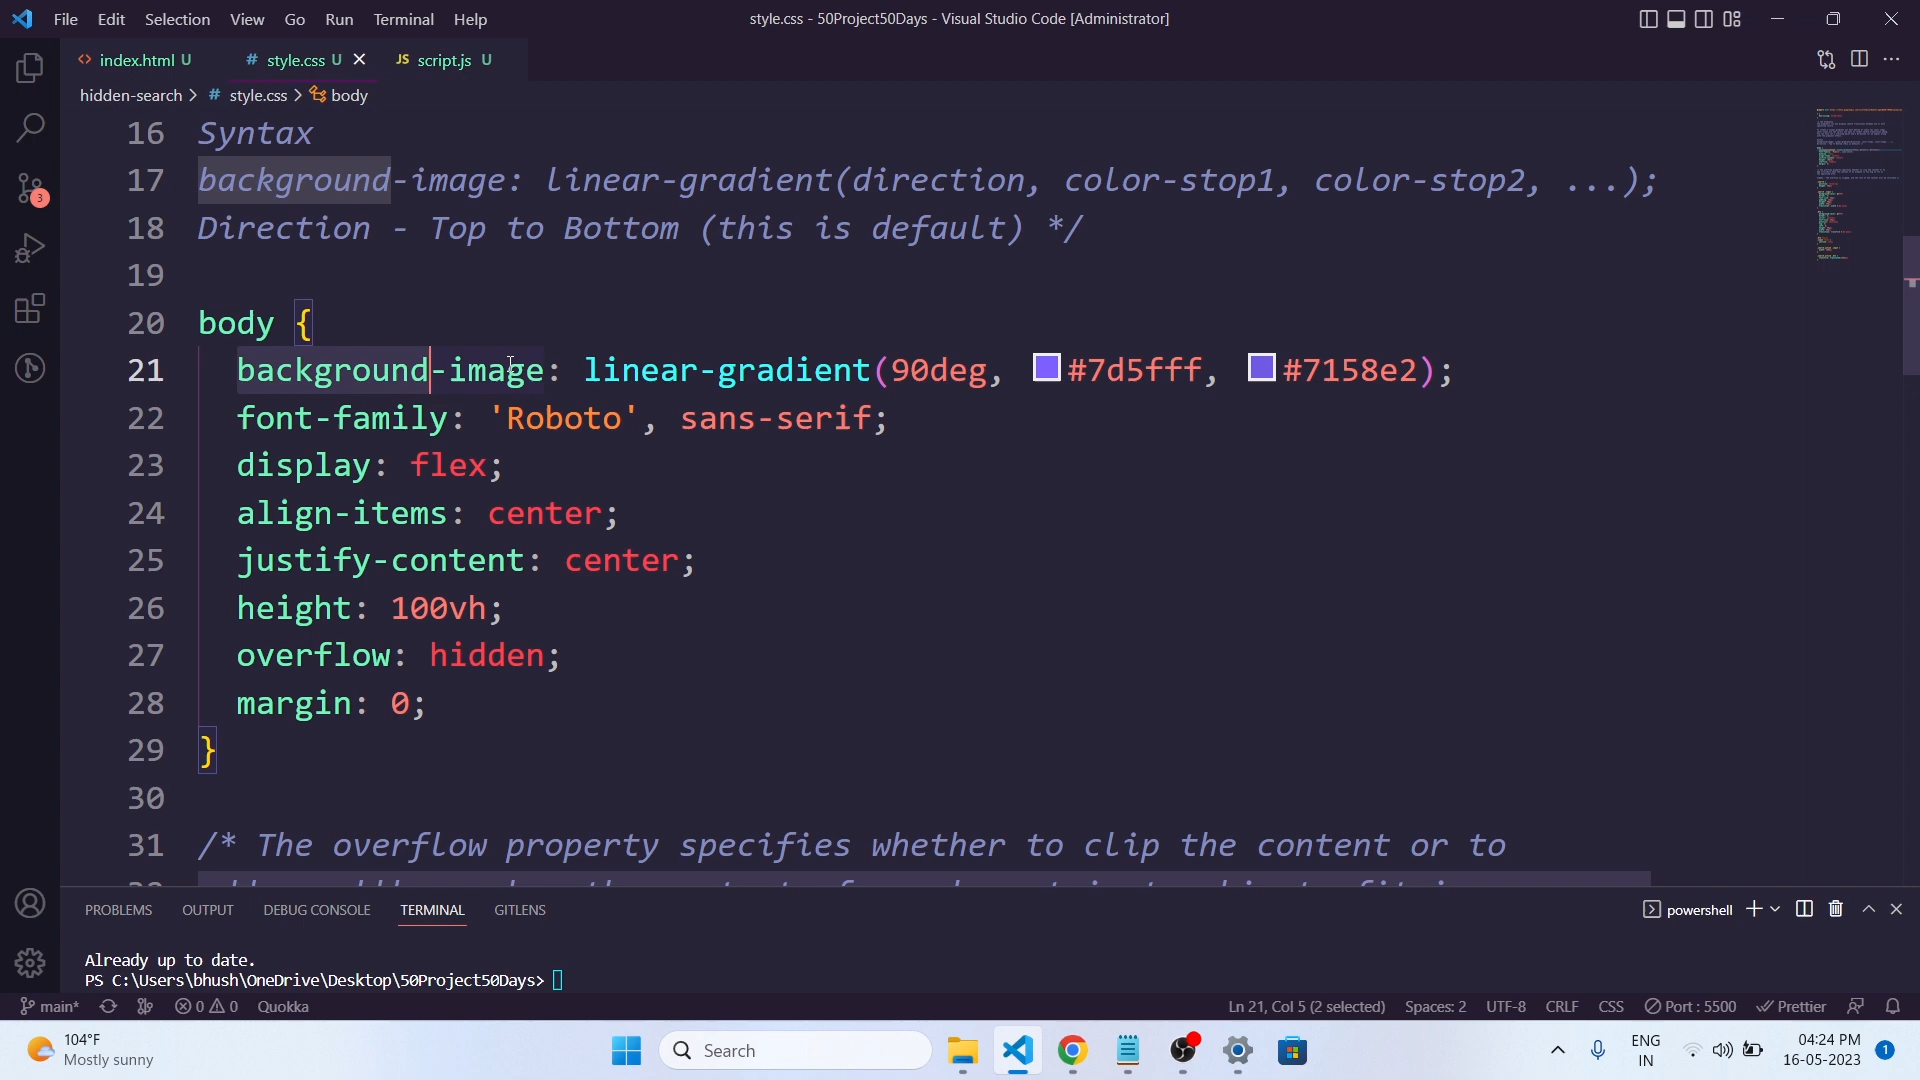 File Edit Selection View Go Run Terminal Help style.css - 50Project50Days - Visual Studio Code [Administrator]
<> index.html U # style.css U × JS script.js U
hidden-search > # style.css > body
16 Syntax
17 background-image: linear-gradient(direction, color-stop1, color-stop2, ...);
18 Direction - Top to Bottom (this is default) */
19
20 body {
21 background-image: linear-gradient(90deg, #7d5fff, #7158e2);
22 font-family: 'Roboto', sans-serif;
23 display: flex;
24 align-items: center;
25 justify-content: center;
26 height: 100vh;
27 overflow: hidden;
28 margin: 0;
29 }
30
31 /* The overflow property specifies whether to clip the content or to
3
PROBLEMS OUTPUT DEBUG CONSOLE TERMINAL GITLENS powershell
Already up to date.
PS C:\Users\bhush\OneDrive\Desktop\50Project50Days>
main* 0 0 Quokka Ln 21, Col 5 (2 selected) Spaces: 2 UTF-8 CRLF CSS Port : 5500 Prettier
104°F
Mostly sunny
Search
ENG
IN
04:24 PM
16-05-2023
1